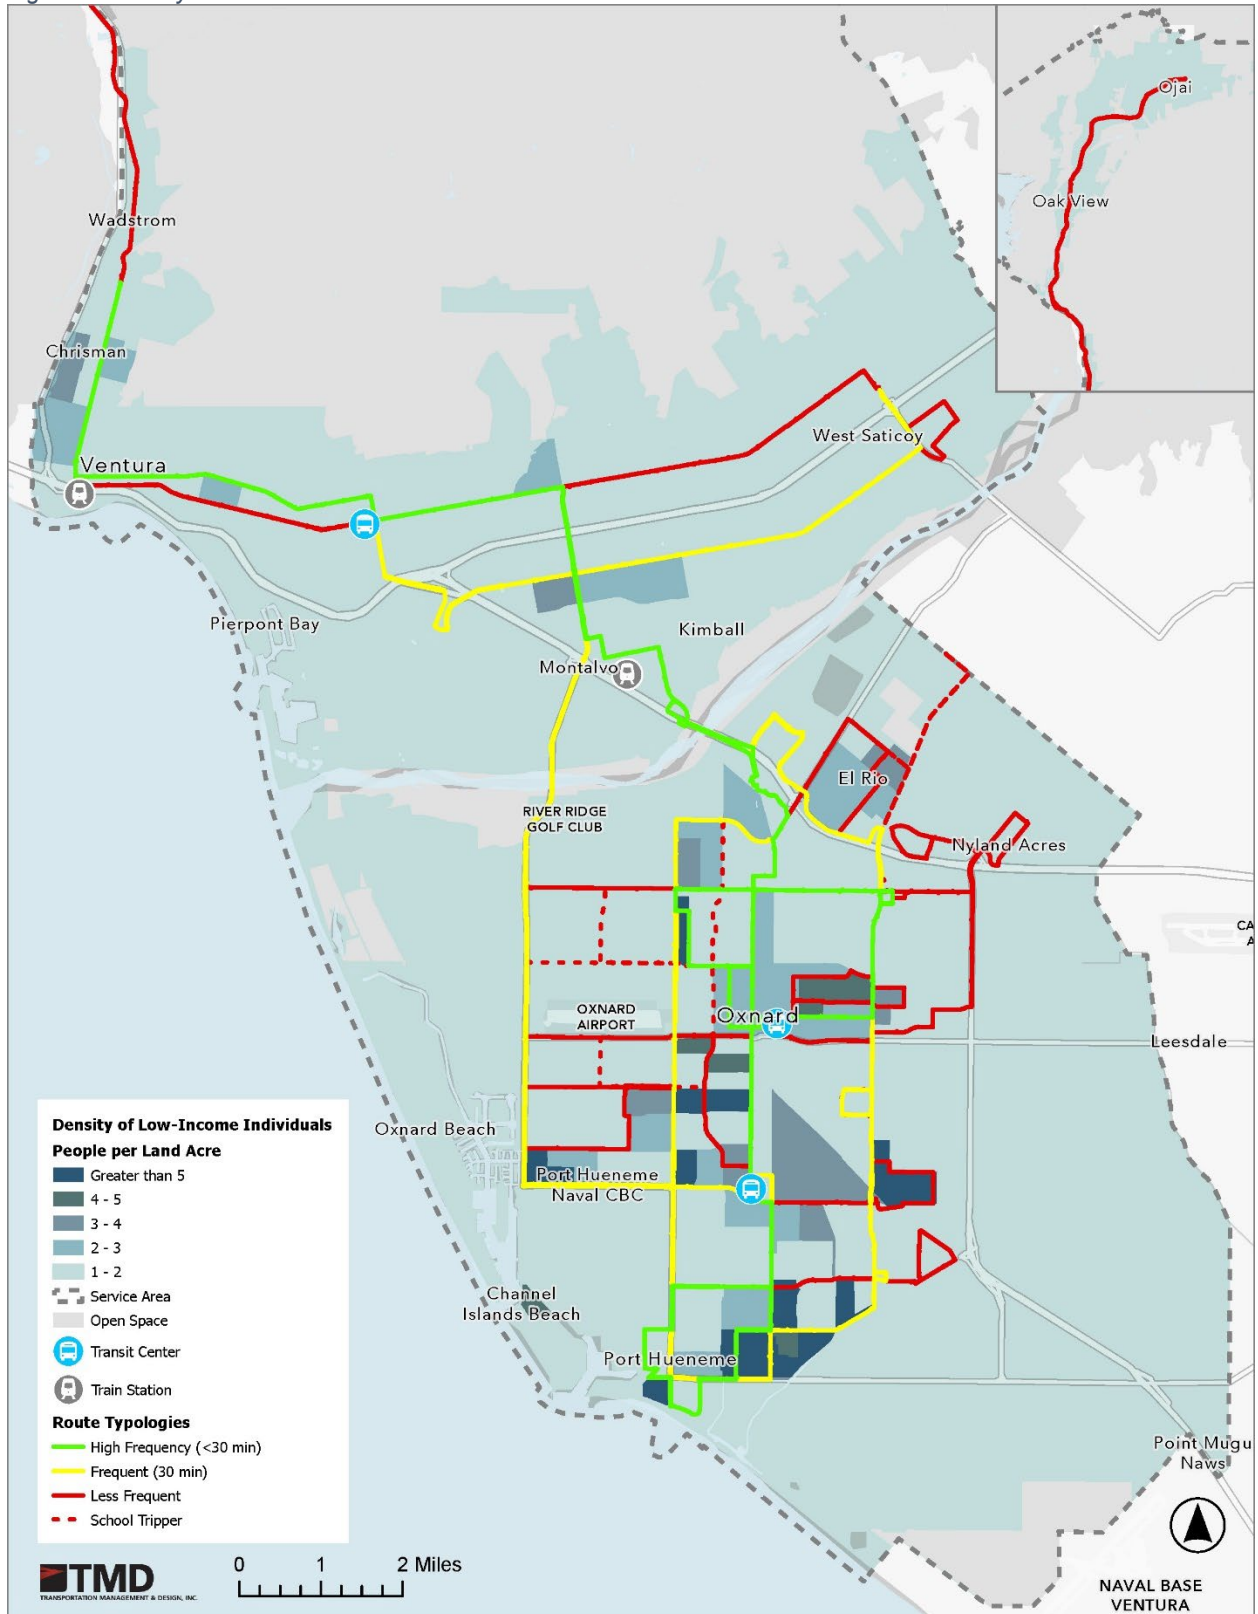 Ojai
Oak View
Wadstrom
Chrisman
West Saticoy
Ventura
Pierpont Bay
Kimball
Montalvo
El Rio
RIVER RIDGE
GOLF CLUB
Nyland Acres
CA
A
OXNARD
AIRPORT
Oxnard
Leesdale
Oxnard Beach
Port Hueneme
Naval CBC
Channel
Islands Beach
Port Hueneme
Point Mugu
Naws
NAVAL BASE
VENTURA
Density of Low-Income Individuals
People per Land Acre
Greater than 5
4 - 5
3 - 4
2 - 3
1 - 2
Service Area
Open Space
Transit Center
Train Station
Route Typologies
High Frequency (<30 min)
Frequent (30 min)
Less Frequent
School Tripper
TMD
TRANSPORTATION MANAGEMENT & DESIGN, INC.
0 1 2 Miles